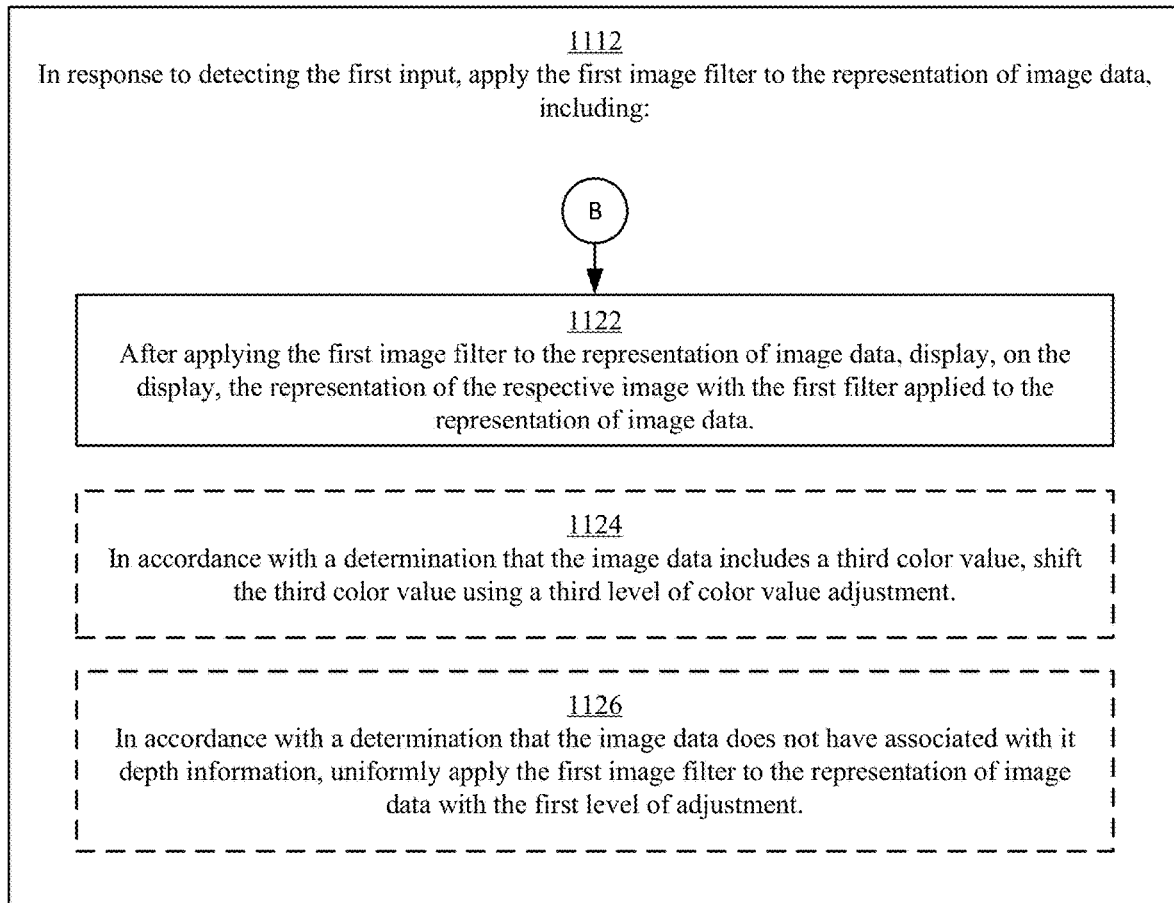 1112
In response to detecting the first input, apply the first image filter to the representation of image data,
including:
B
1122
After applying the first image filter to the representation of image data, display, on the
display, the representation of the respective image with the first filter applied to the
representation of image data.
1124
In accordance with a determination that the image data includes a third color value, shift
the third color value using a third level of color value adjustment.
1126
In accordance with a determination that the image data does not have associated with it
depth information, uniformly apply the first image filter to the representation of image
data with the first level of adjustment.